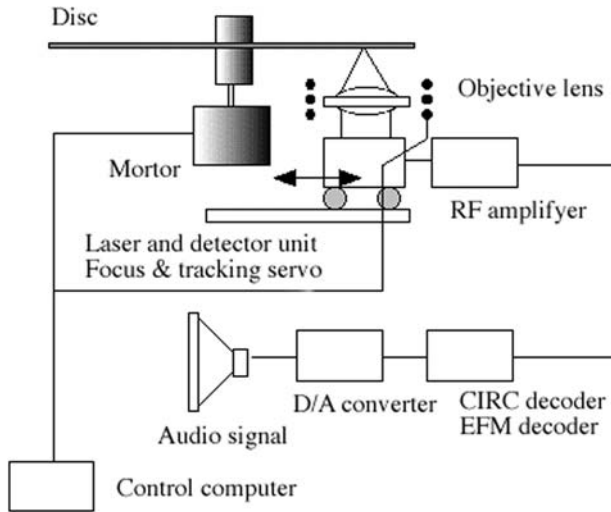 Disc
Objective lens
Mortor
RF amplifyer
Laser and detector unit
Focus & tracking servo
D/A converter
CIRC decoder
EFM decoder
Audio signal
Control computer